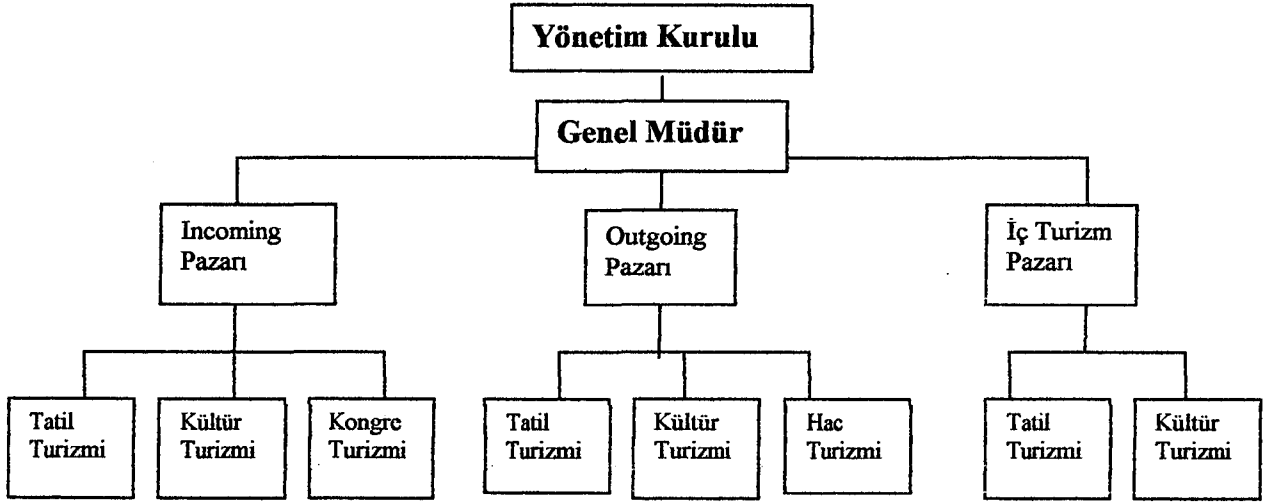 Yönetim Kurulu
Genel Müdür
Incoming
Pazarı
Outgoing
Pazarı
İç Turizm
Pazarı
Tatil
Turizmi
Kültür
Turizmi
Kongre
Turizmi
Tatil
Turizmi
Kültür
Turizmi
Hac
Turizmi
Tatil
Turizmi
Kültür
Turizmi